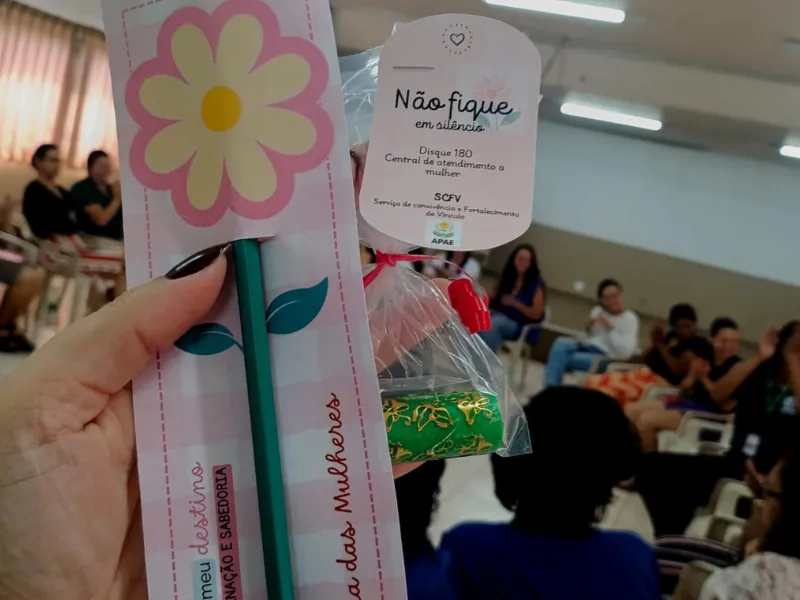 Não fique
em silêncio
Disque 180
Central de atendimento a
mulher
SCFV
Serviço de convivência e Fortalecimento
de Vínculo
APAE
meu destino
E SABEDORIA
das Mulheres